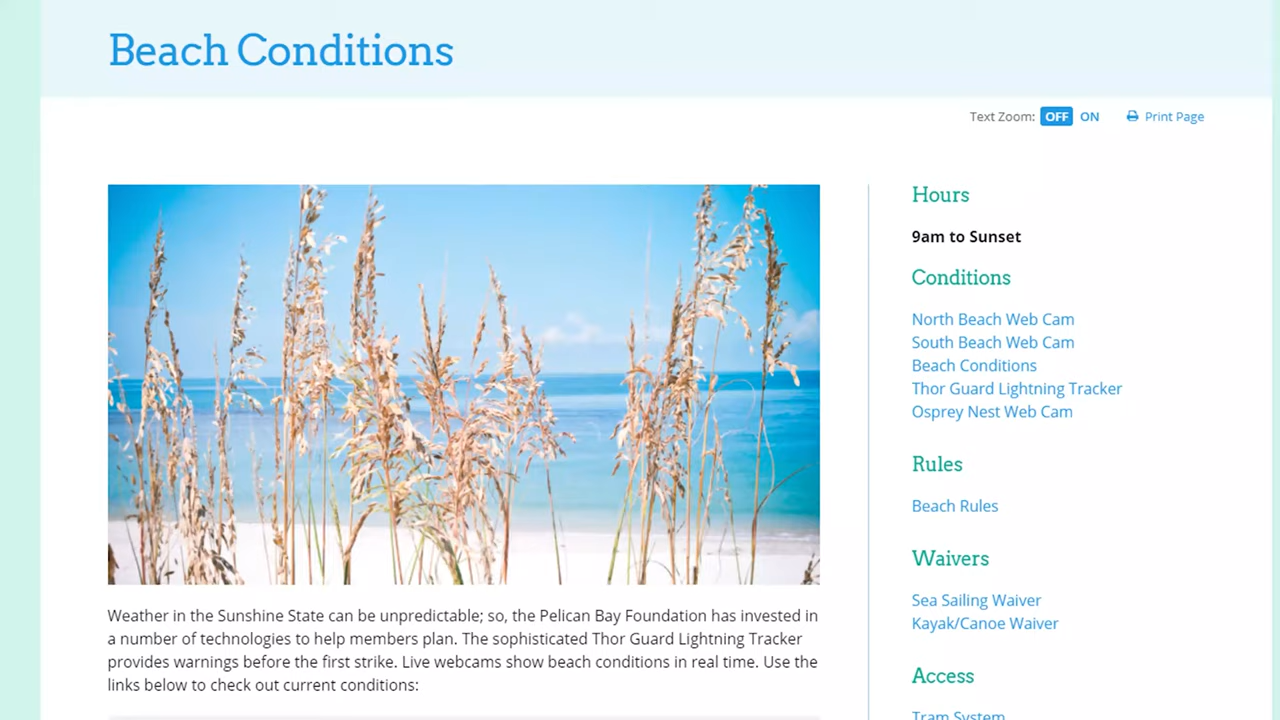 Beach Conditions
Text Zoom: OFF ON Print Page
Weather in the Sunshine State can be unpredictable; so, the Pelican Bay Foundation has invested in
a number of technologies to help members plan. The sophisticated Thor Guard Lightning Tracker
provides warnings before the first strike. Live webcams show beach conditions in real time. Use the
links below to check out current conditions:
Hours
9am to Sunset
Conditions
North Beach Web Cam
South Beach Web Cam
Beach Conditions
Thor Guard Lightning Tracker
Osprey Nest Web Cam
Rules
Beach Rules
Waivers
Sea Sailing Waiver
Kayak/Canoe Waiver
Access
Tram System